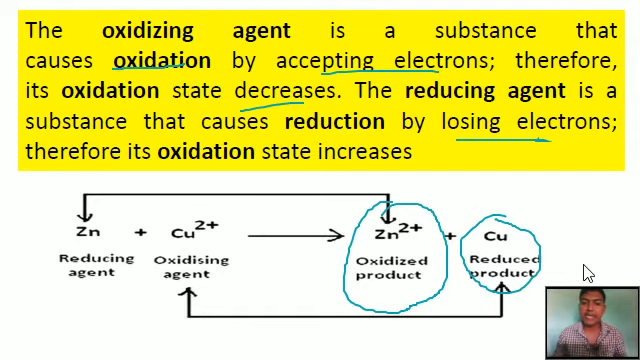 The oxidizing agent is a substance that
causes oxidation by accepting electrons; therefore,
its oxidation state decreases. The reducing agent is a
substance that causes reduction by losing electrons;
therefore its oxidation state increases
Zn + Cu²⁺ → Zn²⁺ + Cu
Reducing agent Oxidising agent Oxidized product Reduced product